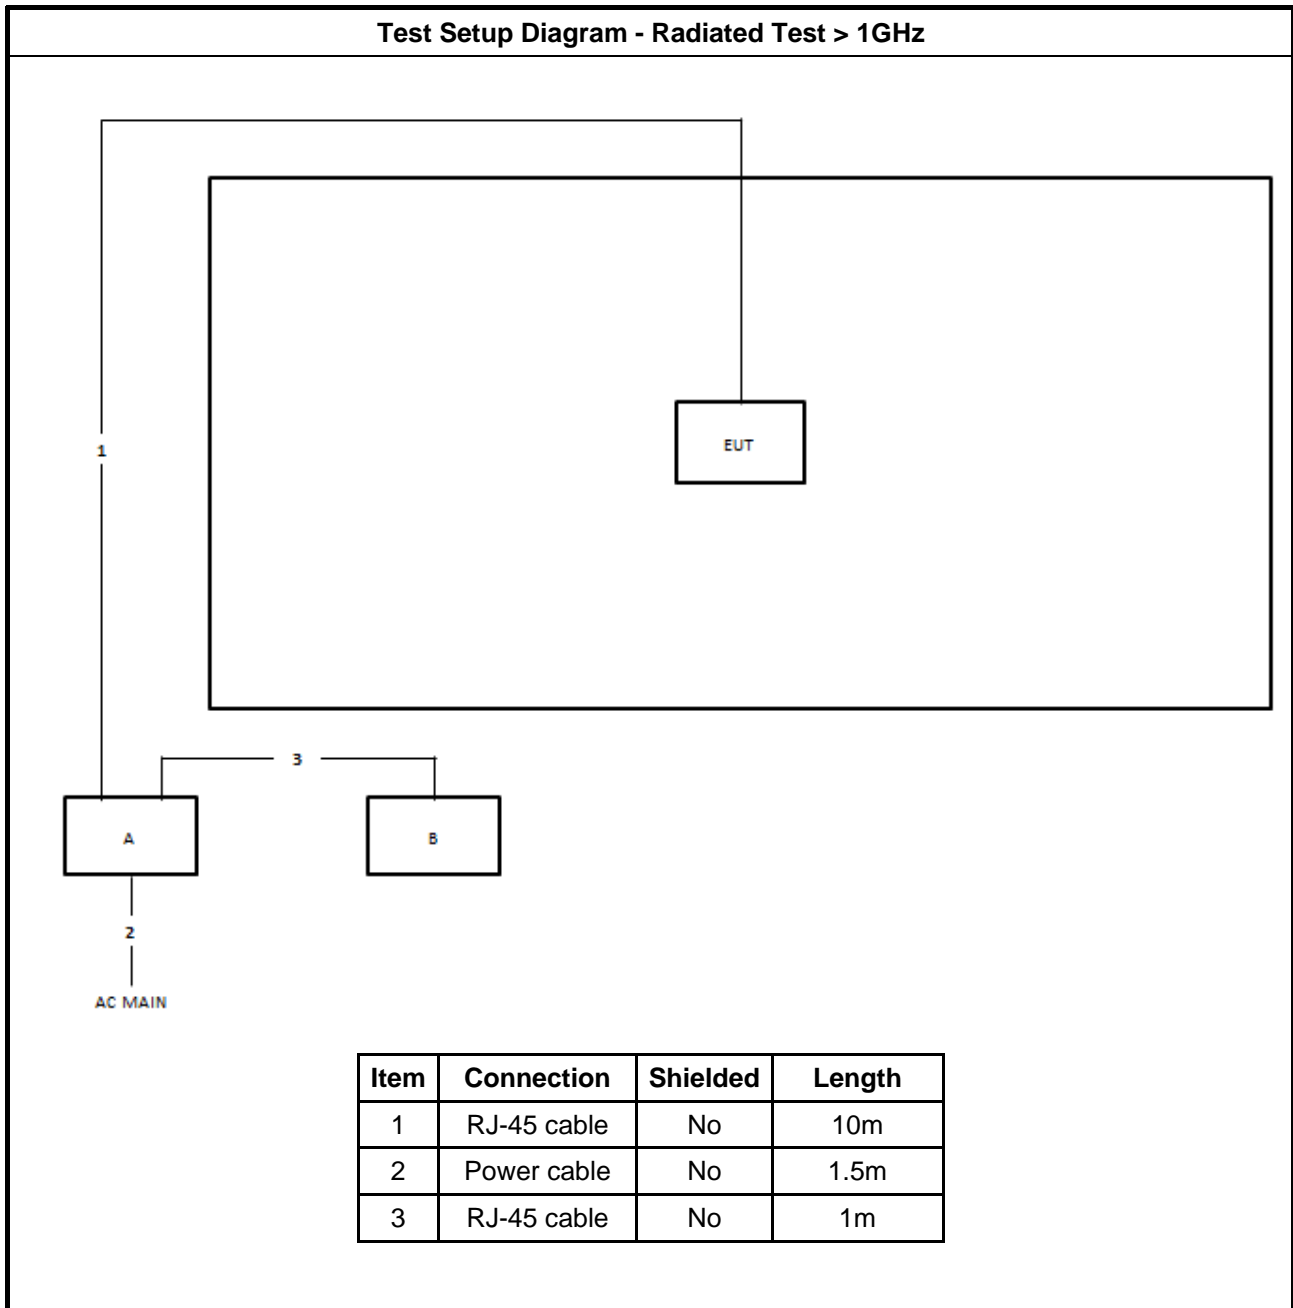 Test Setup Diagram - Radiated Test > 1GHz
EUT
1
3
A
B
2
AC MAIN
Item Connection Shielded Length
1 RJ-45 cable No 10m
2 Power cable No 1.5m
3 RJ-45 cable No 1m